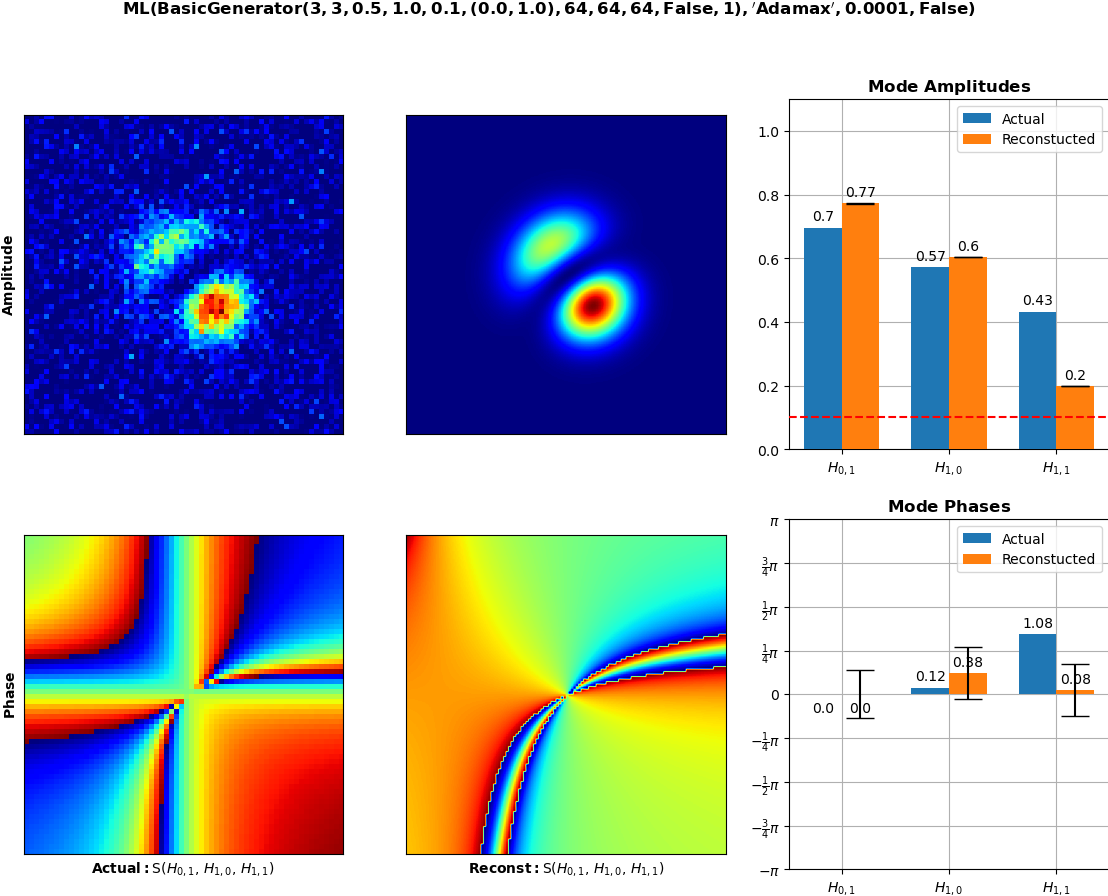 ML(BasicGenerator(3, 3, 0.5, 1.0, 0.1, (0.0, 1.0), 64, 64, 64, False, 1), ′Adamax′, 0.0001, False)
Mode Amplitudes
Amplitude
1.0
0.8
0.6
0.4
0.2
0.0
Actual
Reconstucted
0.7
0.77
0.57
0.6
0.43
0.2
H0, 1
H1, 0
H1, 1
Mode Phases
Phase
π
3/4π
1/2π
1/4π
0
−1/4π
−1/2π
−3/4π
−π
Actual
Reconstucted
0.0
0.0
0.12
0.38
1.08
0.08
H0, 1
H1, 0
H1, 1
Actual: S(H0, 1, H1, 0, H1, 1)
Reconst: S(H0, 1, H1, 0, H1, 1)